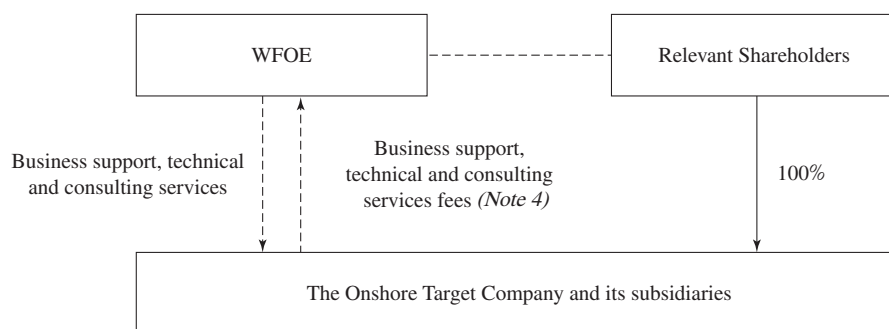 WFOE
Relevant Shareholders
Business support, technical
and consulting services
Business support,
technical and consulting
services fees (Note 4)
100%
The Onshore Target Company and its subsidiaries